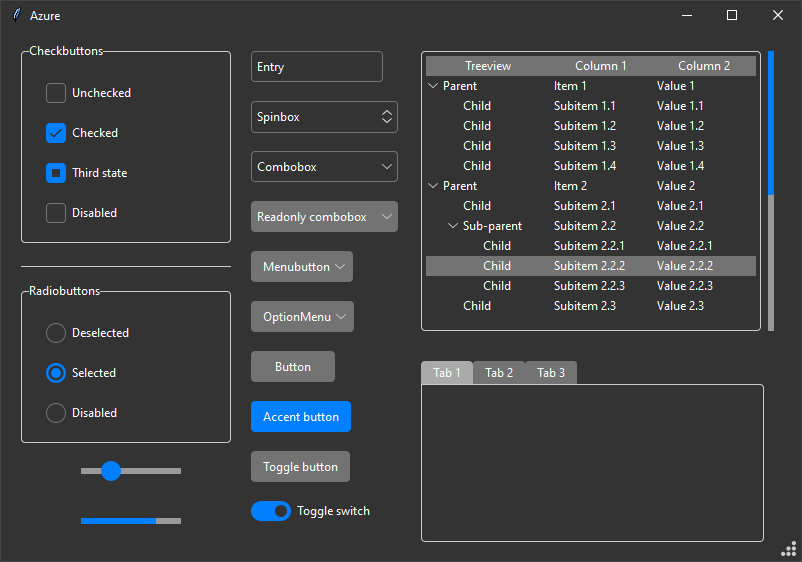 Azure
Checkbuttons
Unchecked
Checked
Third state
Disabled
Radiobuttons
Deselected
Selected
Disabled
Entry
Spinbox
Combobox
Readonly combobox
Menubutton
OptionMenu
Button
Accent button
Toggle button
Toggle switch
Treeview Column 1 Column 2
Parent Item 1 Value 1
Child Subitem 1.1 Value 1.1
Child Subitem 1.2 Value 1.2
Child Subitem 1.3 Value 1.3
Child Subitem 1.4 Value 1.4
Parent Item 2 Value 2
Child Subitem 2.1 Value 2.1
Sub-parent Subitem 2.2 Value 2.2
Child Subitem 2.2.1 Value 2.2.1
Child Subitem 2.2.2 Value 2.2.2
Child Subitem 2.2.3 Value 2.2.3
Child Subitem 2.3 Value 2.3
Tab 1 Tab 2 Tab 3